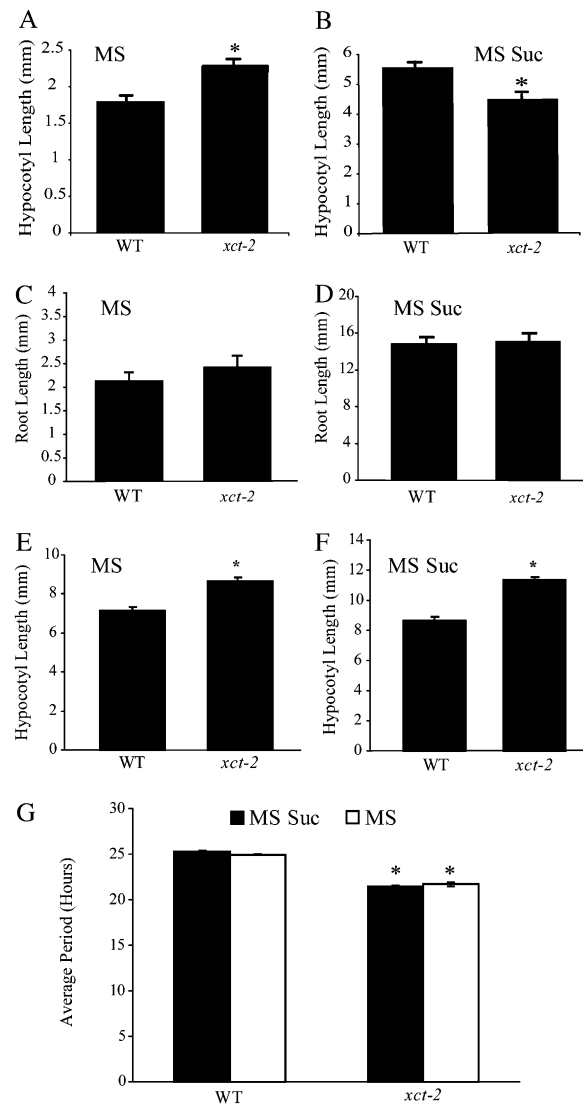 A
MS
Hypocotyl Length (mm)
2.5
2
1.5
1
0.5
0
*
WT
xct-2
B
MS Suc
Hypocotyl Length (mm)
6
5
4
3
2
1
0
*
WT
xct-2
C
MS
Root Length (mm)
4
3.5
3
2.5
2
1.5
1
0.5
0
WT
xct-2
D
MS Suc
Root Length (mm)
20
16
12
8
4
0
WT
xct-2
E
MS
Hypocotyl Length (mm)
10
8
6
4
2
0
*
WT
xct-2
F
MS Suc
Hypocotyl Length (mm)
14
12
10
8
6
4
2
0
*
WT
xct-2
G
MS Suc MS
Average Period (Hours)
30
25
20
15
10
5
0
* *
WT
xct-2